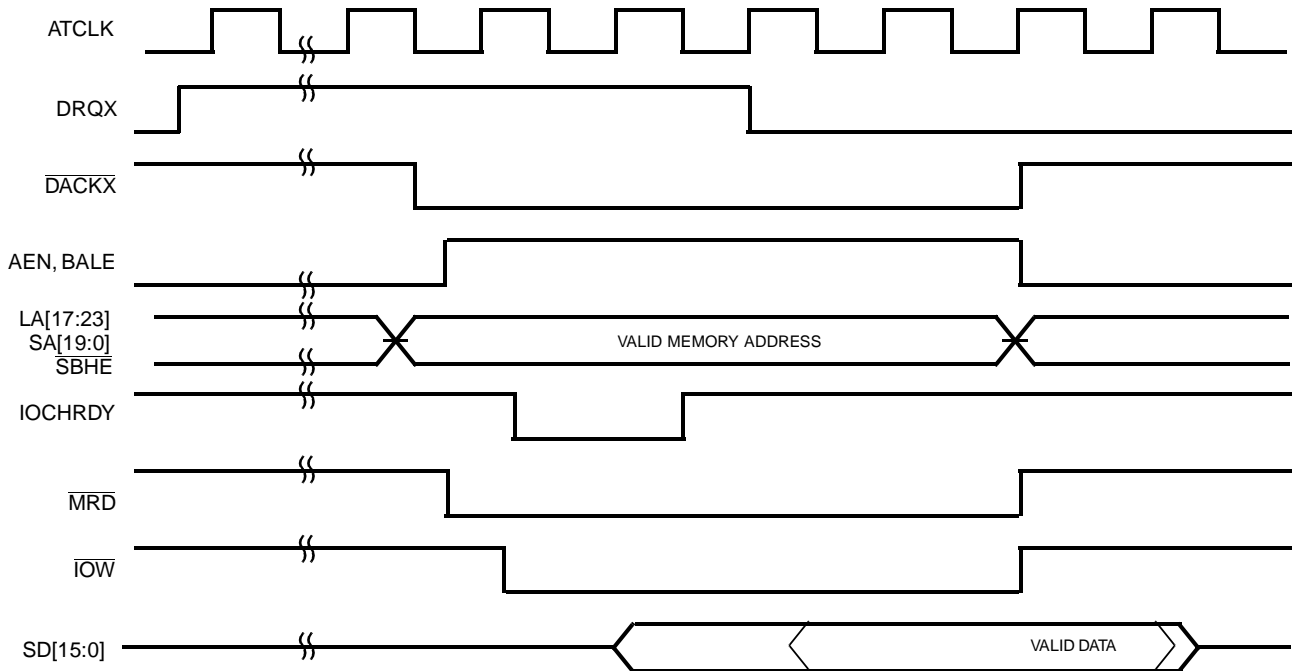 ATCLK
DRQX
DACKX
AEN, BALE
LA[17:23]
SA[19:0]
SBHE
VALID MEMORY ADDRESS
IOCHRDY
MRD
IOW
SD[15:0]
VALID DATA